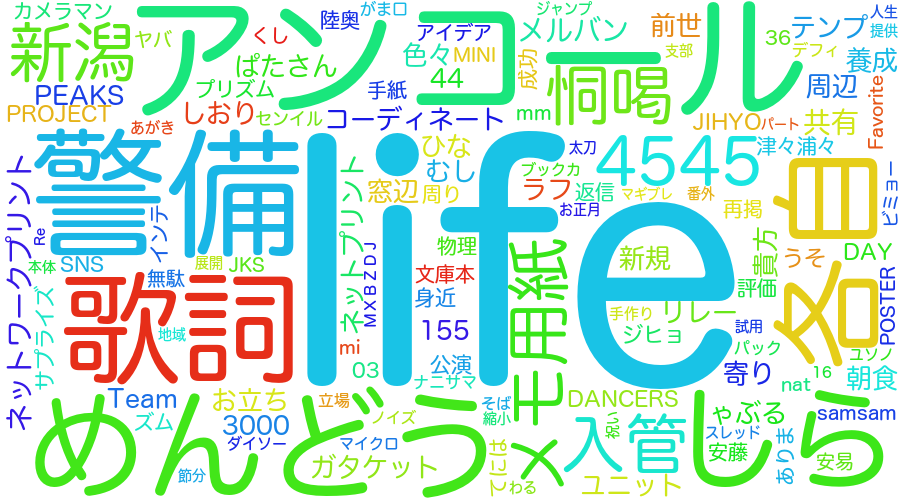 カメラマン
新潟
ヤバ
アンコール
くし
陸奥
がま口
アイデア
ジャンプ
メルバン
前世
36
テンプ
人生
提供
デフィ
支部
養成
PEAKS
PROJECT
プリズム
ぱたさん
しおり
センイル
手紙
色々
MINI
44
成功
恫喝
mm
周辺
JIHYO
パート
共有
Favorite
あがき
コーディネート
警備
life
ひな
むし
太刀
4545
津々浦々
ブックカ
窓辺
周り
ラフ
返信
マギプレ
番外
お正月
再掲
各自
ビミョー
ネットワークプリント
Re
インテ
ネットプリント
MXBZDJ
物理
新規
貴方
うそ
DAY
本体
SNS
展開
JKS
無駄
文庫本
身近
メモ用紙
評価
POSTER
サプライズ
歌詞
地域
155
手作り
リレー
ジヒョ
試用
mi
03
公演
パック
ユソノ
ナニサマ
寄り
nat
16
朝食
Team
お立ち
立場
DANCERS
しゃぶる
samsam
ズム
3000
ダイソー
ノイズ
そば
縮小
祝い
スレッド
めんどうしら
マイクロ
入管
安藤
ありま
安易
節分
ガタケット
てには
わる
ユニット